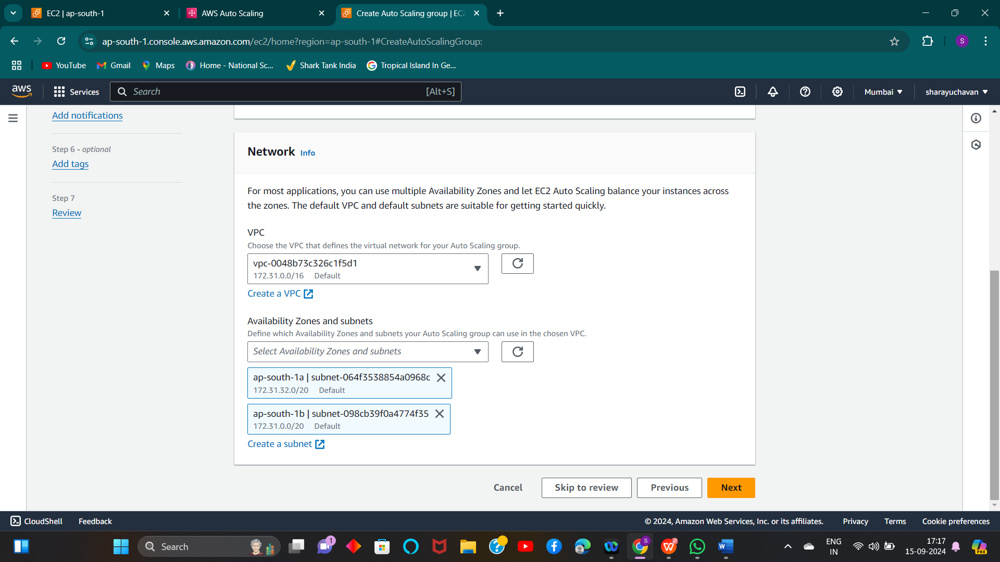 EC2 | ap-south-1
AWS Auto Scaling
Create Auto Scaling group | EC2
ap-south-1.console.aws.amazon.com/ec2/home?region=ap-south-1#CreateAutoScalingGroup:
S
YouTube
Gmail
Maps
Home - National Sc...
Shark Tank India
Tropical Island In Ge...
aws
Services
Search
[Alt+S]
Mumbai
sharayuchavan
Add notifications
Step 6 - optional
Add tags
Step 7
Review
Network Info
For most applications, you can use multiple Availability Zones and let EC2 Auto Scaling balance your instances across
the zones. The default VPC and default subnets are suitable for getting started quickly.
VPC
Choose the VPC that defines the virtual network for your Auto Scaling group.
vpc-0048b73c326c1f5d1
172.31.0.0/16 Default
Create a VPC
Availability Zones and subnets
Define which Availability Zones and subnets your Auto Scaling group can use in the chosen VPC.
Select Availability Zones and subnets
ap-south-1a | subnet-064f3538854a0968c
172.31.32.0/20 Default
ap-south-1b | subnet-098cb39f0a4774f35
172.31.0.0/20 Default
Create a subnet
Cancel
Skip to review
Previous
Next
CloudShell
Feedback
© 2024, Amazon Web Services, Inc. or its affiliates.
Privacy
Terms
Cookie preferences
Search
1
S
W
ENG
IN
17:17
15-09-2024
PRE